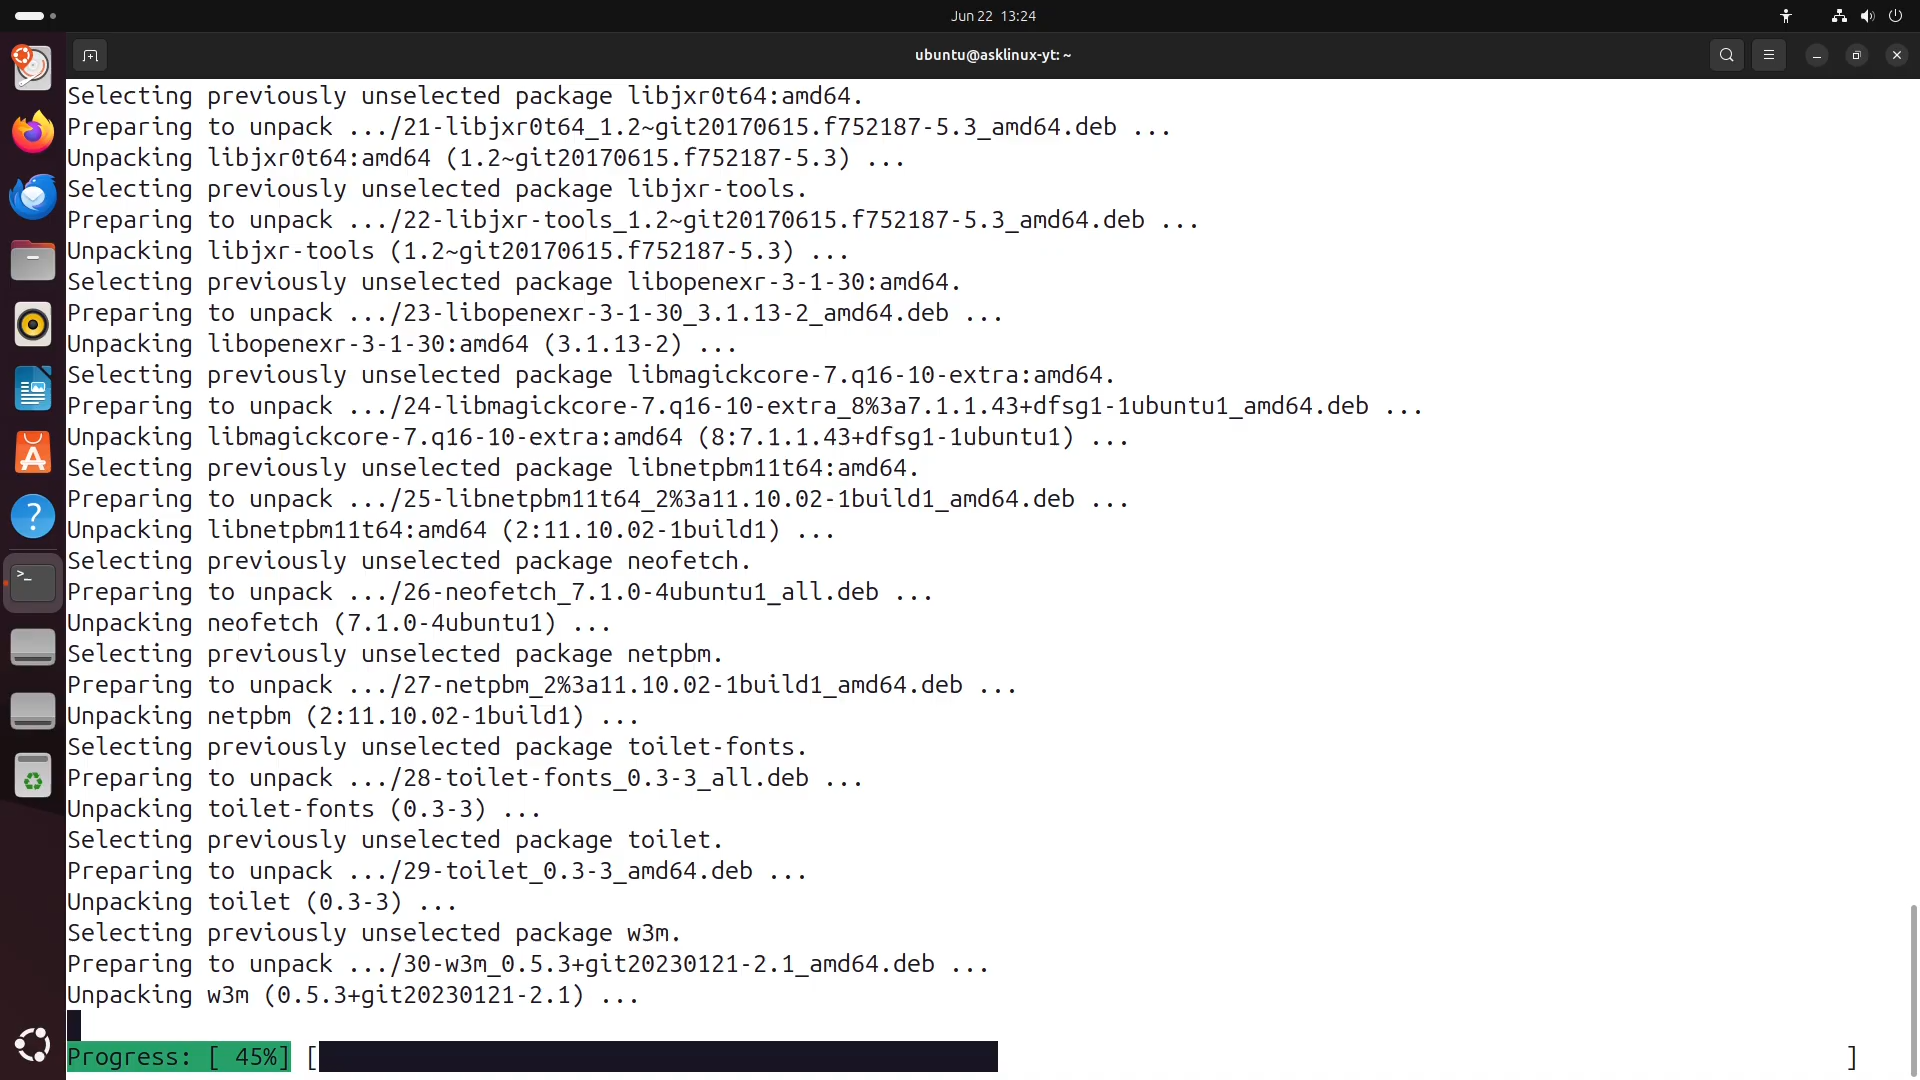 Jun 22 13:24
ubuntu@asklinux-yt: ~
Selecting previously unselected package libjxr0t64:amd64.
Preparing to unpack .../21-libjxr0t64_1.2~git20170615.f752187-5.3_amd64.deb ...
Unpacking libjxr0t64:amd64 (1.2~git20170615.f752187-5.3) ...
Selecting previously unselected package libjxr-tools.
Preparing to unpack .../22-libjxr-tools_1.2~git20170615.f752187-5.3_amd64.deb ...
Unpacking libjxr-tools (1.2~git20170615.f752187-5.3) ...
Selecting previously unselected package libopenexr-3-1-30:amd64.
Preparing to unpack .../23-libopenexr-3-1-30_3.1.13-2_amd64.deb ...
Unpacking libopenexr-3-1-30:amd64 (3.1.13-2) ...
Selecting previously unselected package libmagickcore-7.q16-10-extra:amd64.
Preparing to unpack .../24-libmagickcore-7.q16-10-extra_8%3a7.1.1.43+dfsg1-1ubuntu1_amd64.deb ...
Unpacking libmagickcore-7.q16-10-extra:amd64 (8:7.1.1.43+dfsg1-1ubuntu1) ...
Selecting previously unselected package libnetpbm11t64:amd64.
Preparing to unpack .../25-libnetpbm11t64_2%3a11.10.02-1build1_amd64.deb ...
Unpacking libnetpbm11t64:amd64 (2:11.10.02-1build1) ...
Selecting previously unselected package neofetch.
Preparing to unpack .../26-neofetch_7.1.0-4ubuntu1_all.deb ...
Unpacking neofetch (7.1.0-4ubuntu1) ...
Selecting previously unselected package netpbm.
Preparing to unpack .../27-netpbm_2%3a11.10.02-1build1_amd64.deb ...
Unpacking netpbm (2:11.10.02-1build1) ...
Selecting previously unselected package toilet-fonts.
Preparing to unpack .../28-toilet-fonts_0.3-3_all.deb ...
Unpacking toilet-fonts (0.3-3) ...
Selecting previously unselected package toilet.
Preparing to unpack .../29-toilet_0.3-3_amd64.deb ...
Unpacking toilet (0.3-3) ...
Selecting previously unselected package w3m.
Preparing to unpack .../30-w3m_0.5.3+git20230121-2.1_amd64.deb ...
Unpacking w3m (0.5.3+git20230121-2.1) ...
Progress: [ 45%] [ ]